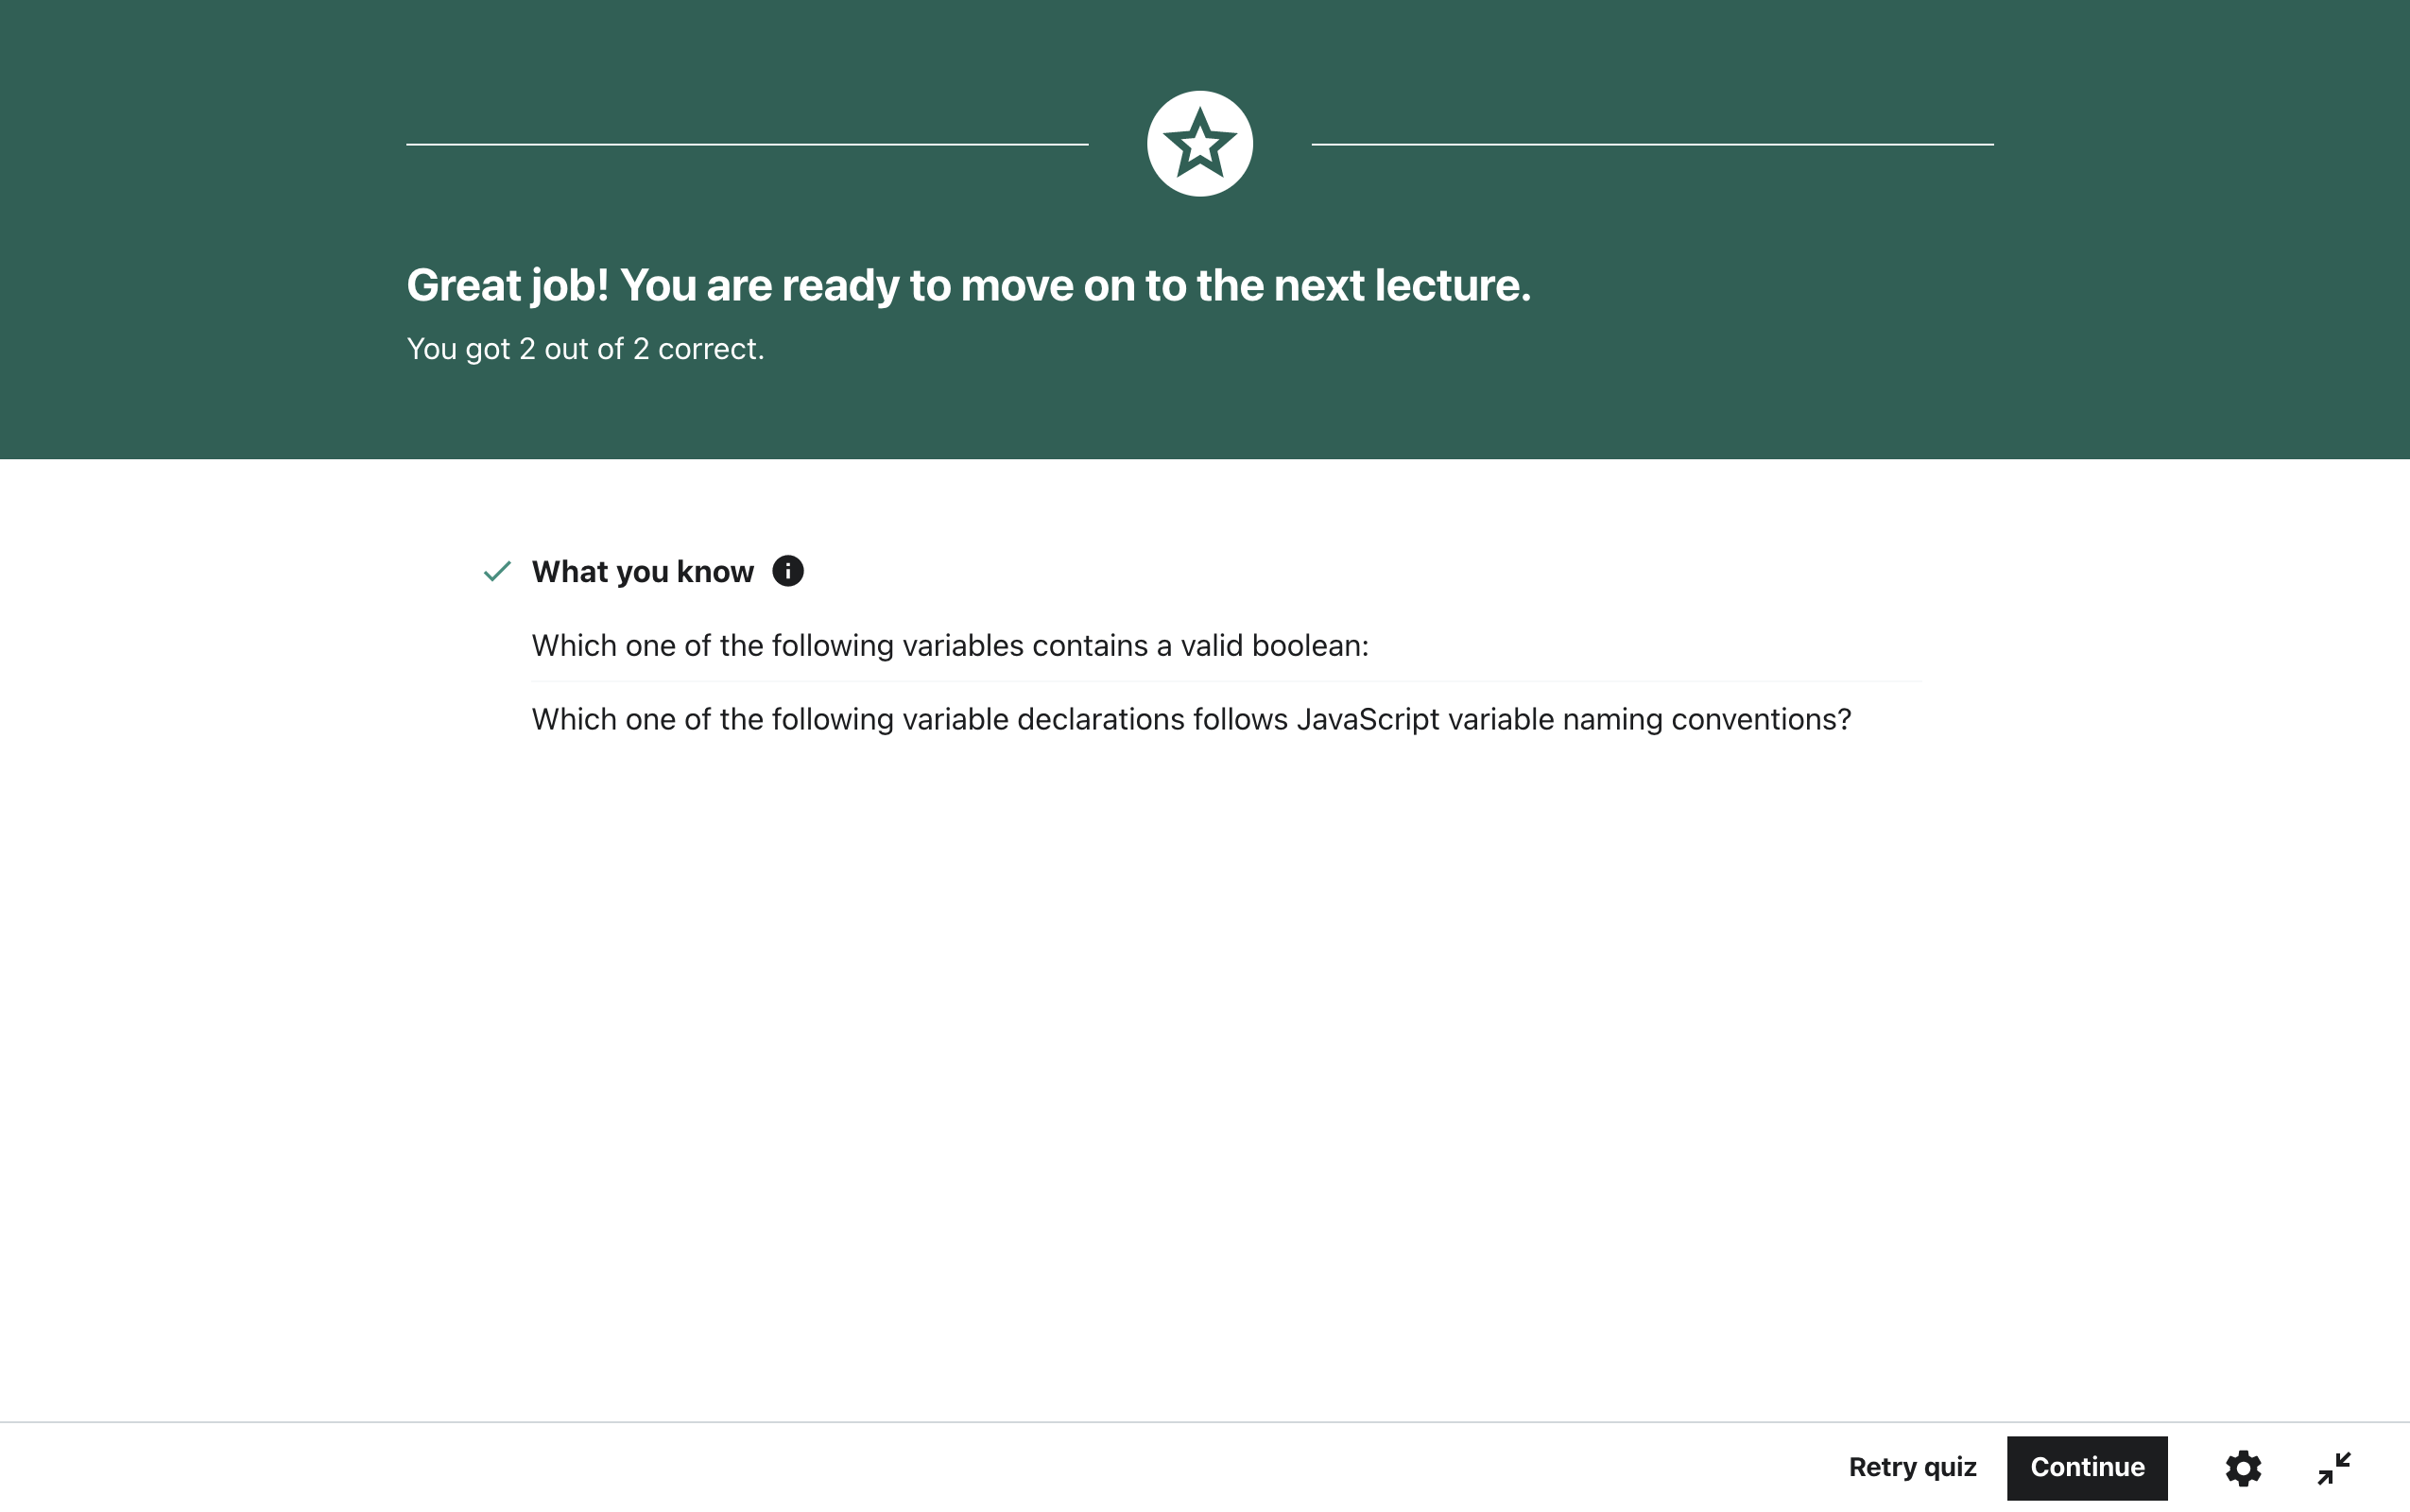 Great job! You are ready to move on to the next lecture.
You got 2 out of 2 correct.
What you know
Which one of the following variables contains a valid boolean:
Which one of the following variable declarations follows JavaScript variable naming conventions?
Retry quiz
Continue